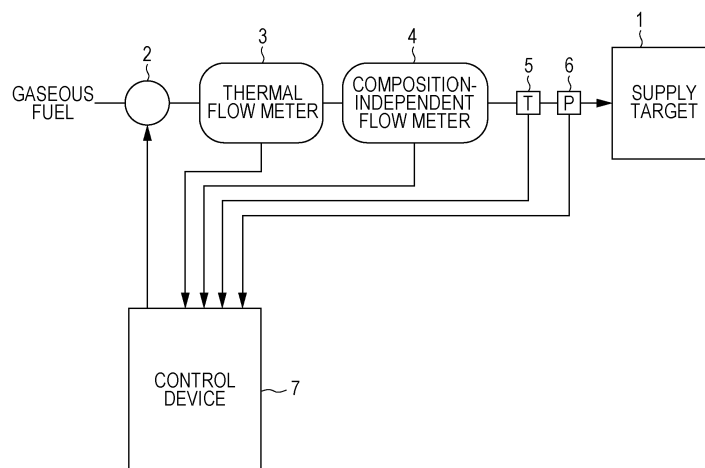 1
2
3
4
5
6
GASEOUS
FUEL
THERMAL
FLOW METER
COMPOSITION-
INDEPENDENT
FLOW METER
T
P
SUPPLY
TARGET
CONTROL
DEVICE
7